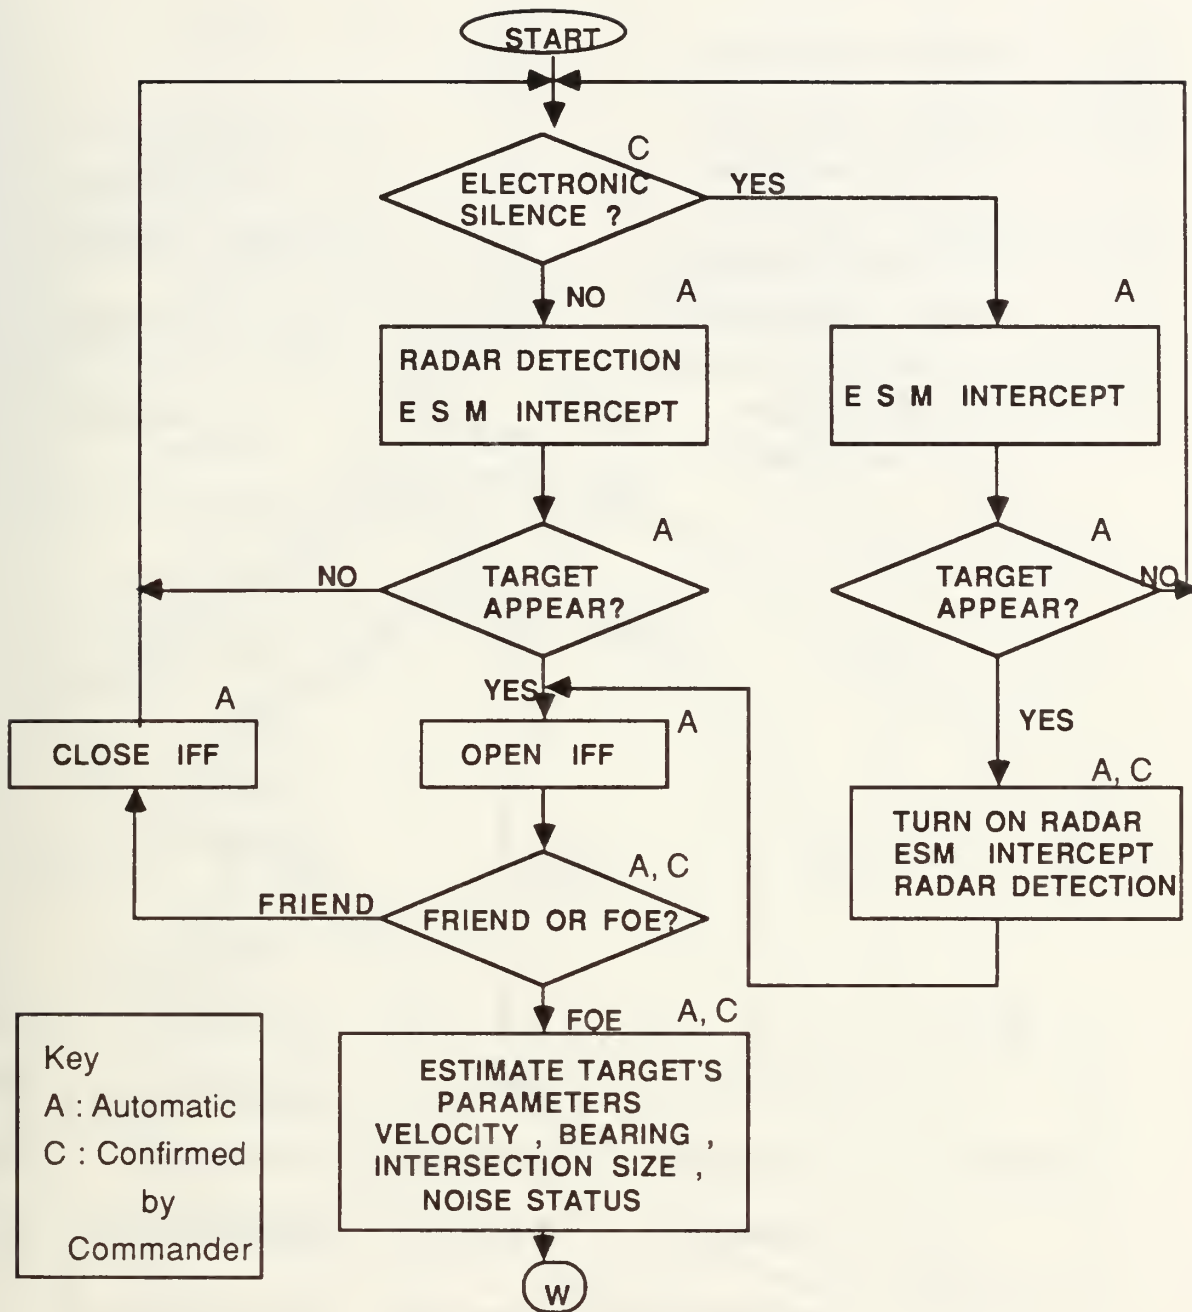 START
C
ELECTRONIC
SILENCE ?
YES
NO
A
A
RADAR DETECTION
E S M INTERCEPT
E S M INTERCEPT
A
A
NO
TARGET
APPEAR?
TARGET
APPEAR?
NO
YES
A
A
YES
CLOSE IFF
OPEN IFF
A, C
TURN ON RADAR
ESM INTERCEPT
RADAR DETECTION
A, C
FRIEND
FRIEND OR FOE?
FOE
A, C
ESTIMATE TARGET'S
PARAMETERS
VELOCITY , BEARING ,
INTERSECTION SIZE ,
NOISE STATUS
Key
A : Automatic
C : Confirmed
by
Commander
W